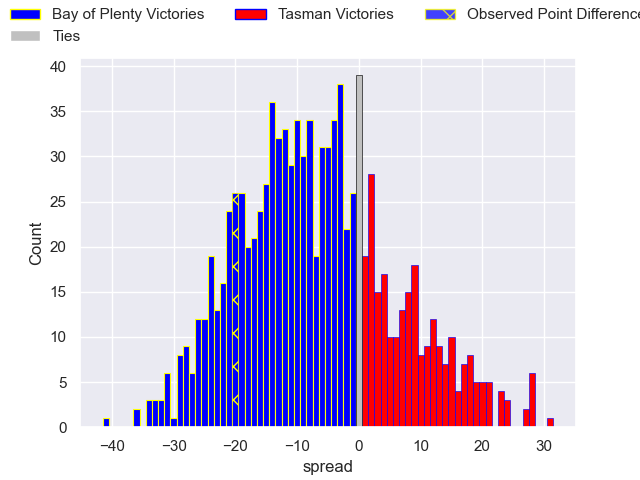 Bay of Plenty Victories
Tasman Victories
Observed Point Difference
Ties
Count
40
35
30
25
20
15
10
5
0
−40 −30 −20 −10 0 10 20 30
spread